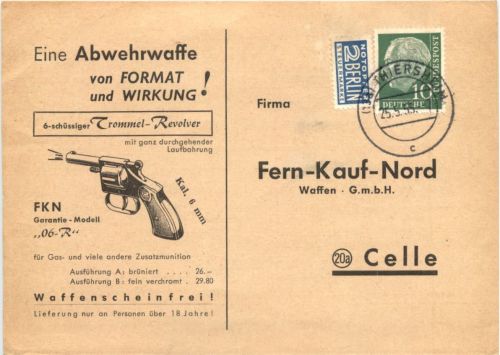 Eine Abwehrwaffe
von FORMAT
und WIRKUNG!
6-schüssiger Trommel-Revolver
mit ganz durchgehender
Laufbohrung
Kal. 6 mm
FKN
Garantie - Modell
„06-R"
für Gas- und viele andere Zusatzmunition
Ausführung A: brüniert . . . . 26.—
Ausführung B: fein verchromt . 29.80
Waffenscheinfrei!
Lieferung nur an Personen über 18 Jahre!
NOTOPFER
2 BERLIN
STEUERMARKE
10
DEUTSCHE
BUNDESPOST
c
Firma
Fern-Kauf-Nord
Waffen · G.m.b.H.
20a Celle